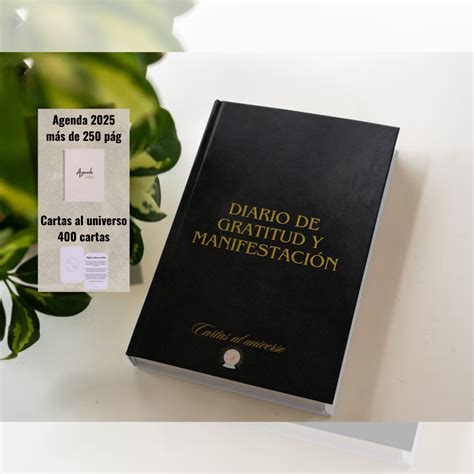 Agenda 2025
más de 250 pág
Agenda
Cartas al universo
400 cartas
DIARIO DE
GRATITUD Y
MANIFESTACIÓN
Cartas al universo